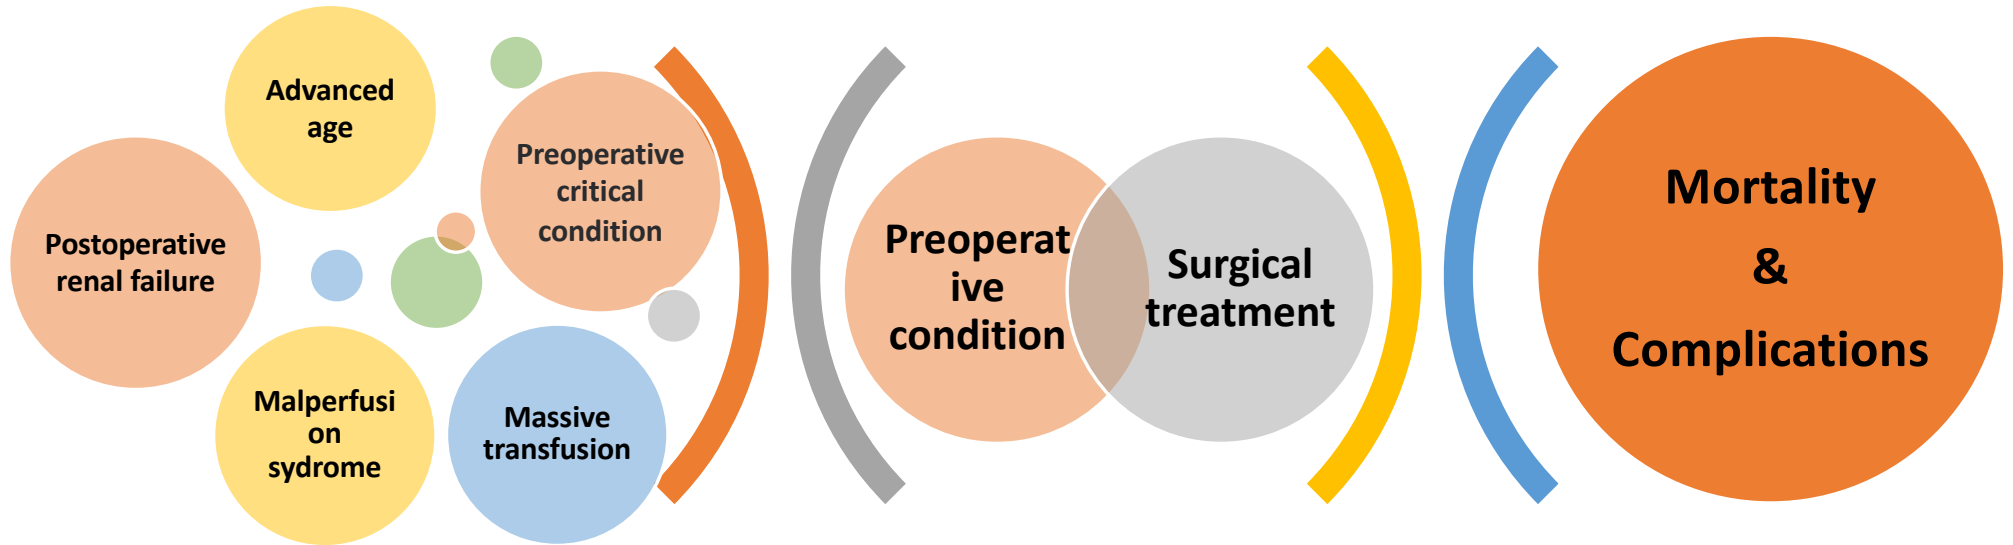 Advanced
age
Preoperative
critical
condition
Postoperative
renal failure
Malperfusi
on
sydrome
Massive
transfusion
Preoperat
ive
condition
Surgical
treatment
Mortality
&
Complications